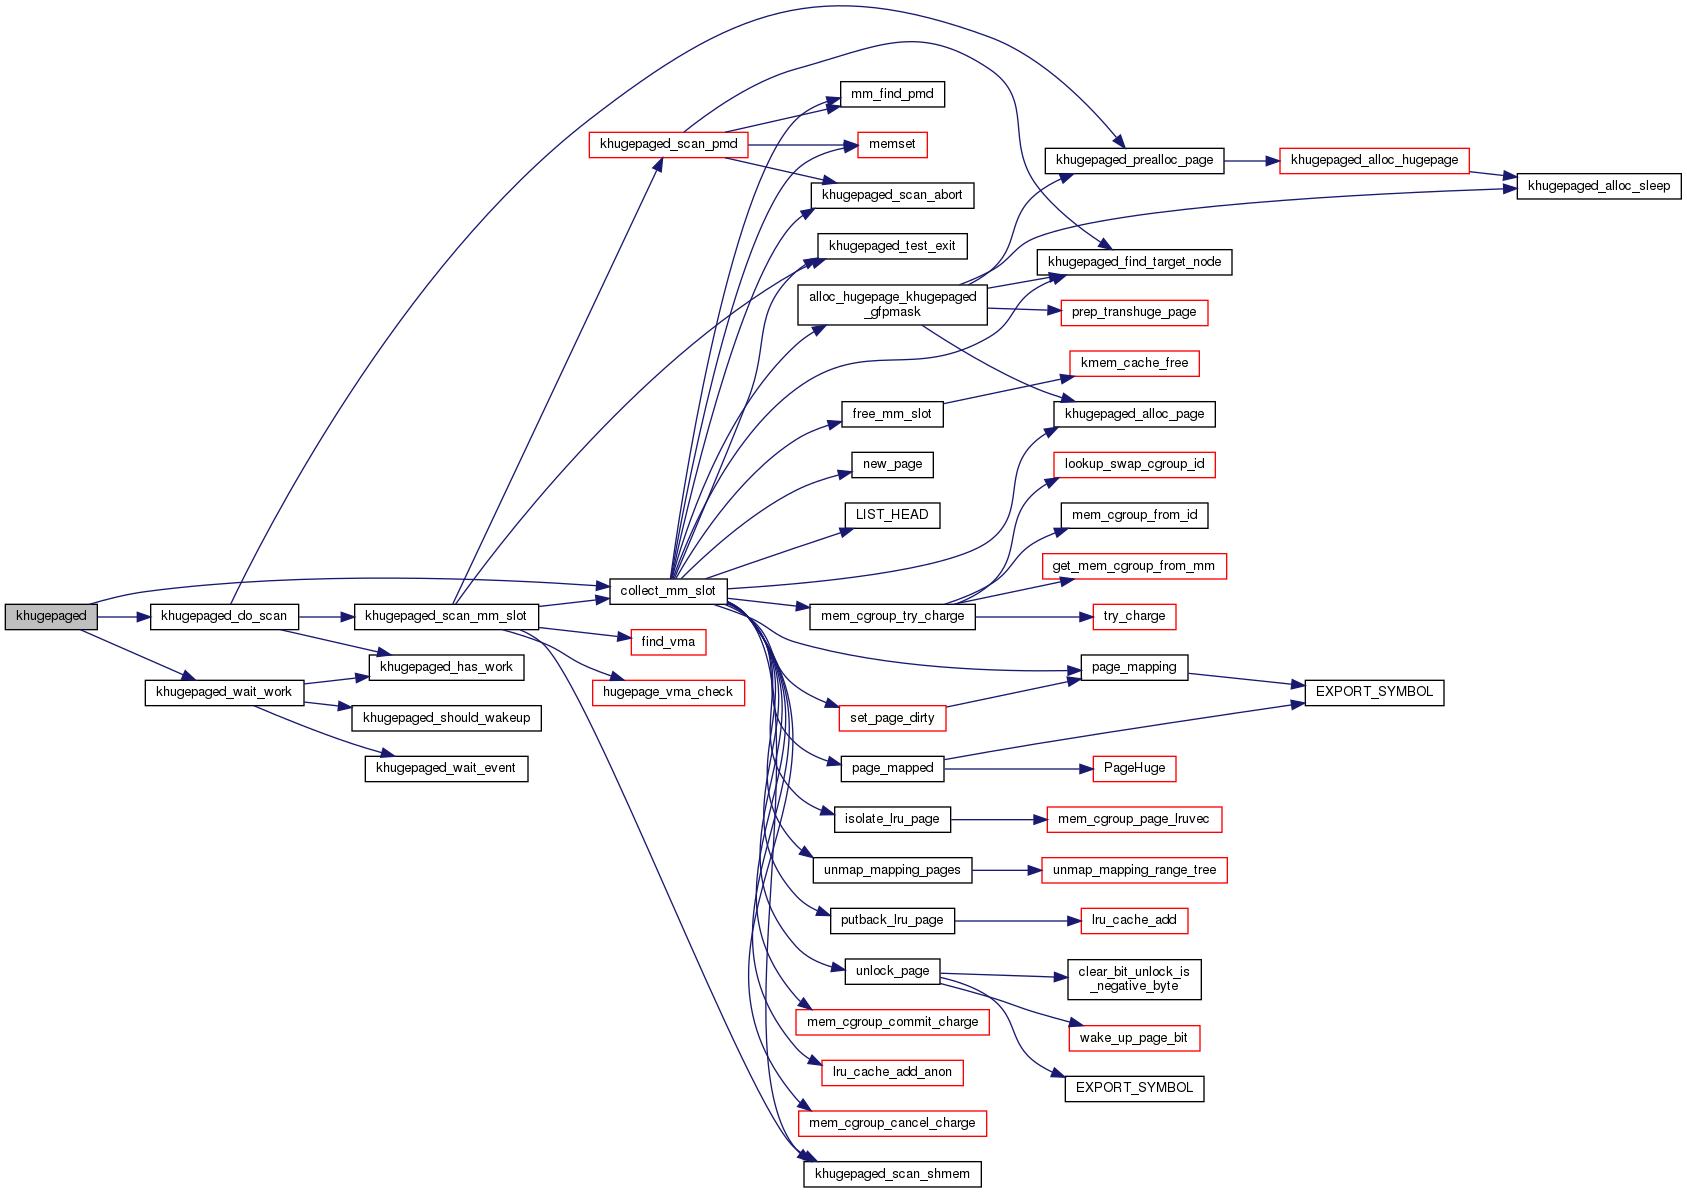 khugepaged
khugepaged_do_scan
khugepaged_wait_work
khugepaged_scan_mm_slot
khugepaged_has_work
khugepaged_should_wakeup
khugepaged_wait_event
khugepaged_scan_pmd
collect_mm_slot
find_vma
hugepage_vma_check
mm_find_pmd
memset
khugepaged_scan_abort
khugepaged_test_exit
alloc_hugepage_khugepaged
_gfpmask
free_mm_slot
new_page
LIST_HEAD
mem_cgroup_try_charge
set_page_dirty
page_mapped
isolate_lru_page
unmap_mapping_pages
putback_lru_page
unlock_page
mem_cgroup_commit_charge
lru_cache_add_anon
mem_cgroup_cancel_charge
khugepaged_scan_shmem
khugepaged_prealloc_page
khugepaged_find_target_node
prep_transhuge_page
kmem_cache_free
khugepaged_alloc_page
lookup_swap_cgroup_id
mem_cgroup_from_id
get_mem_cgroup_from_mm
try_charge
page_mapping
PageHuge
mem_cgroup_page_lruvec
unmap_mapping_range_tree
lru_cache_add
clear_bit_unlock_is
_negative_byte
wake_up_page_bit
EXPORT_SYMBOL
khugepaged_alloc_hugepage
EXPORT_SYMBOL
khugepaged_alloc_sleep